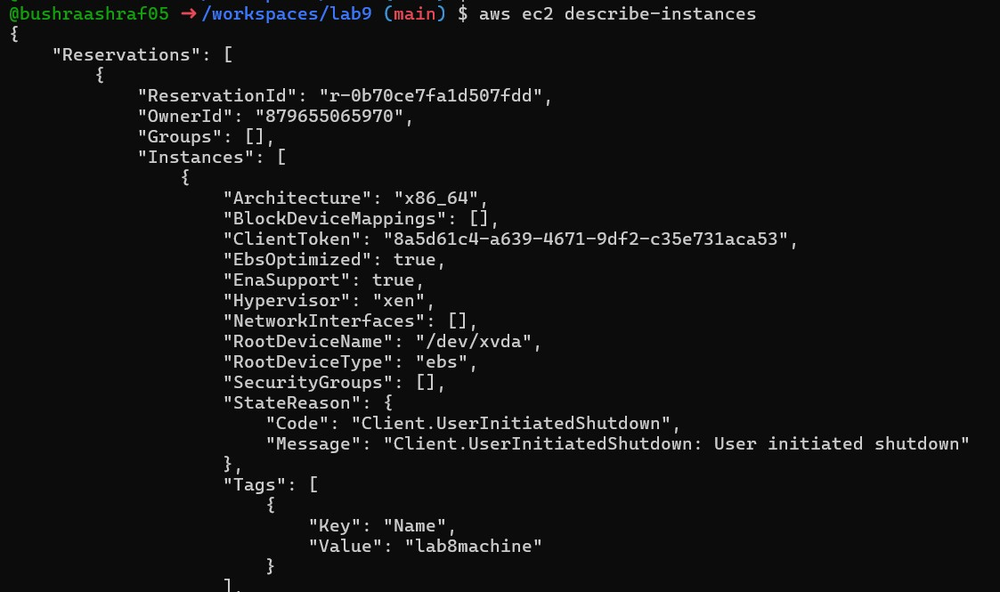 @bushraashraf05 ➜ /workspaces/lab9 (main) $ aws ec2 describe-instances
{
    "Reservations": [
        {
            "ReservationId": "r-0b70ce7fa1d507fdd",
            "OwnerId": "879655065970",
            "Groups": [],
            "Instances": [
                {
                    "Architecture": "x86_64",
                    "BlockDeviceMappings": [],
                    "ClientToken": "8a5d61c4-a639-4671-9df2-c35e731aca53",
                    "EbsOptimized": true,
                    "EnaSupport": true,
                    "Hypervisor": "xen",
                    "NetworkInterfaces": [],
                    "RootDeviceName": "/dev/xvda",
                    "RootDeviceType": "ebs",
                    "SecurityGroups": [],
                    "StateReason": {
                        "Code": "Client.UserInitiatedShutdown",
                        "Message": "Client.UserInitiatedShutdown: User initiated shutdown"
                    },
                    "Tags": [
                        {
                            "Key": "Name",
                            "Value": "lab8machine"
                        }
                    ],